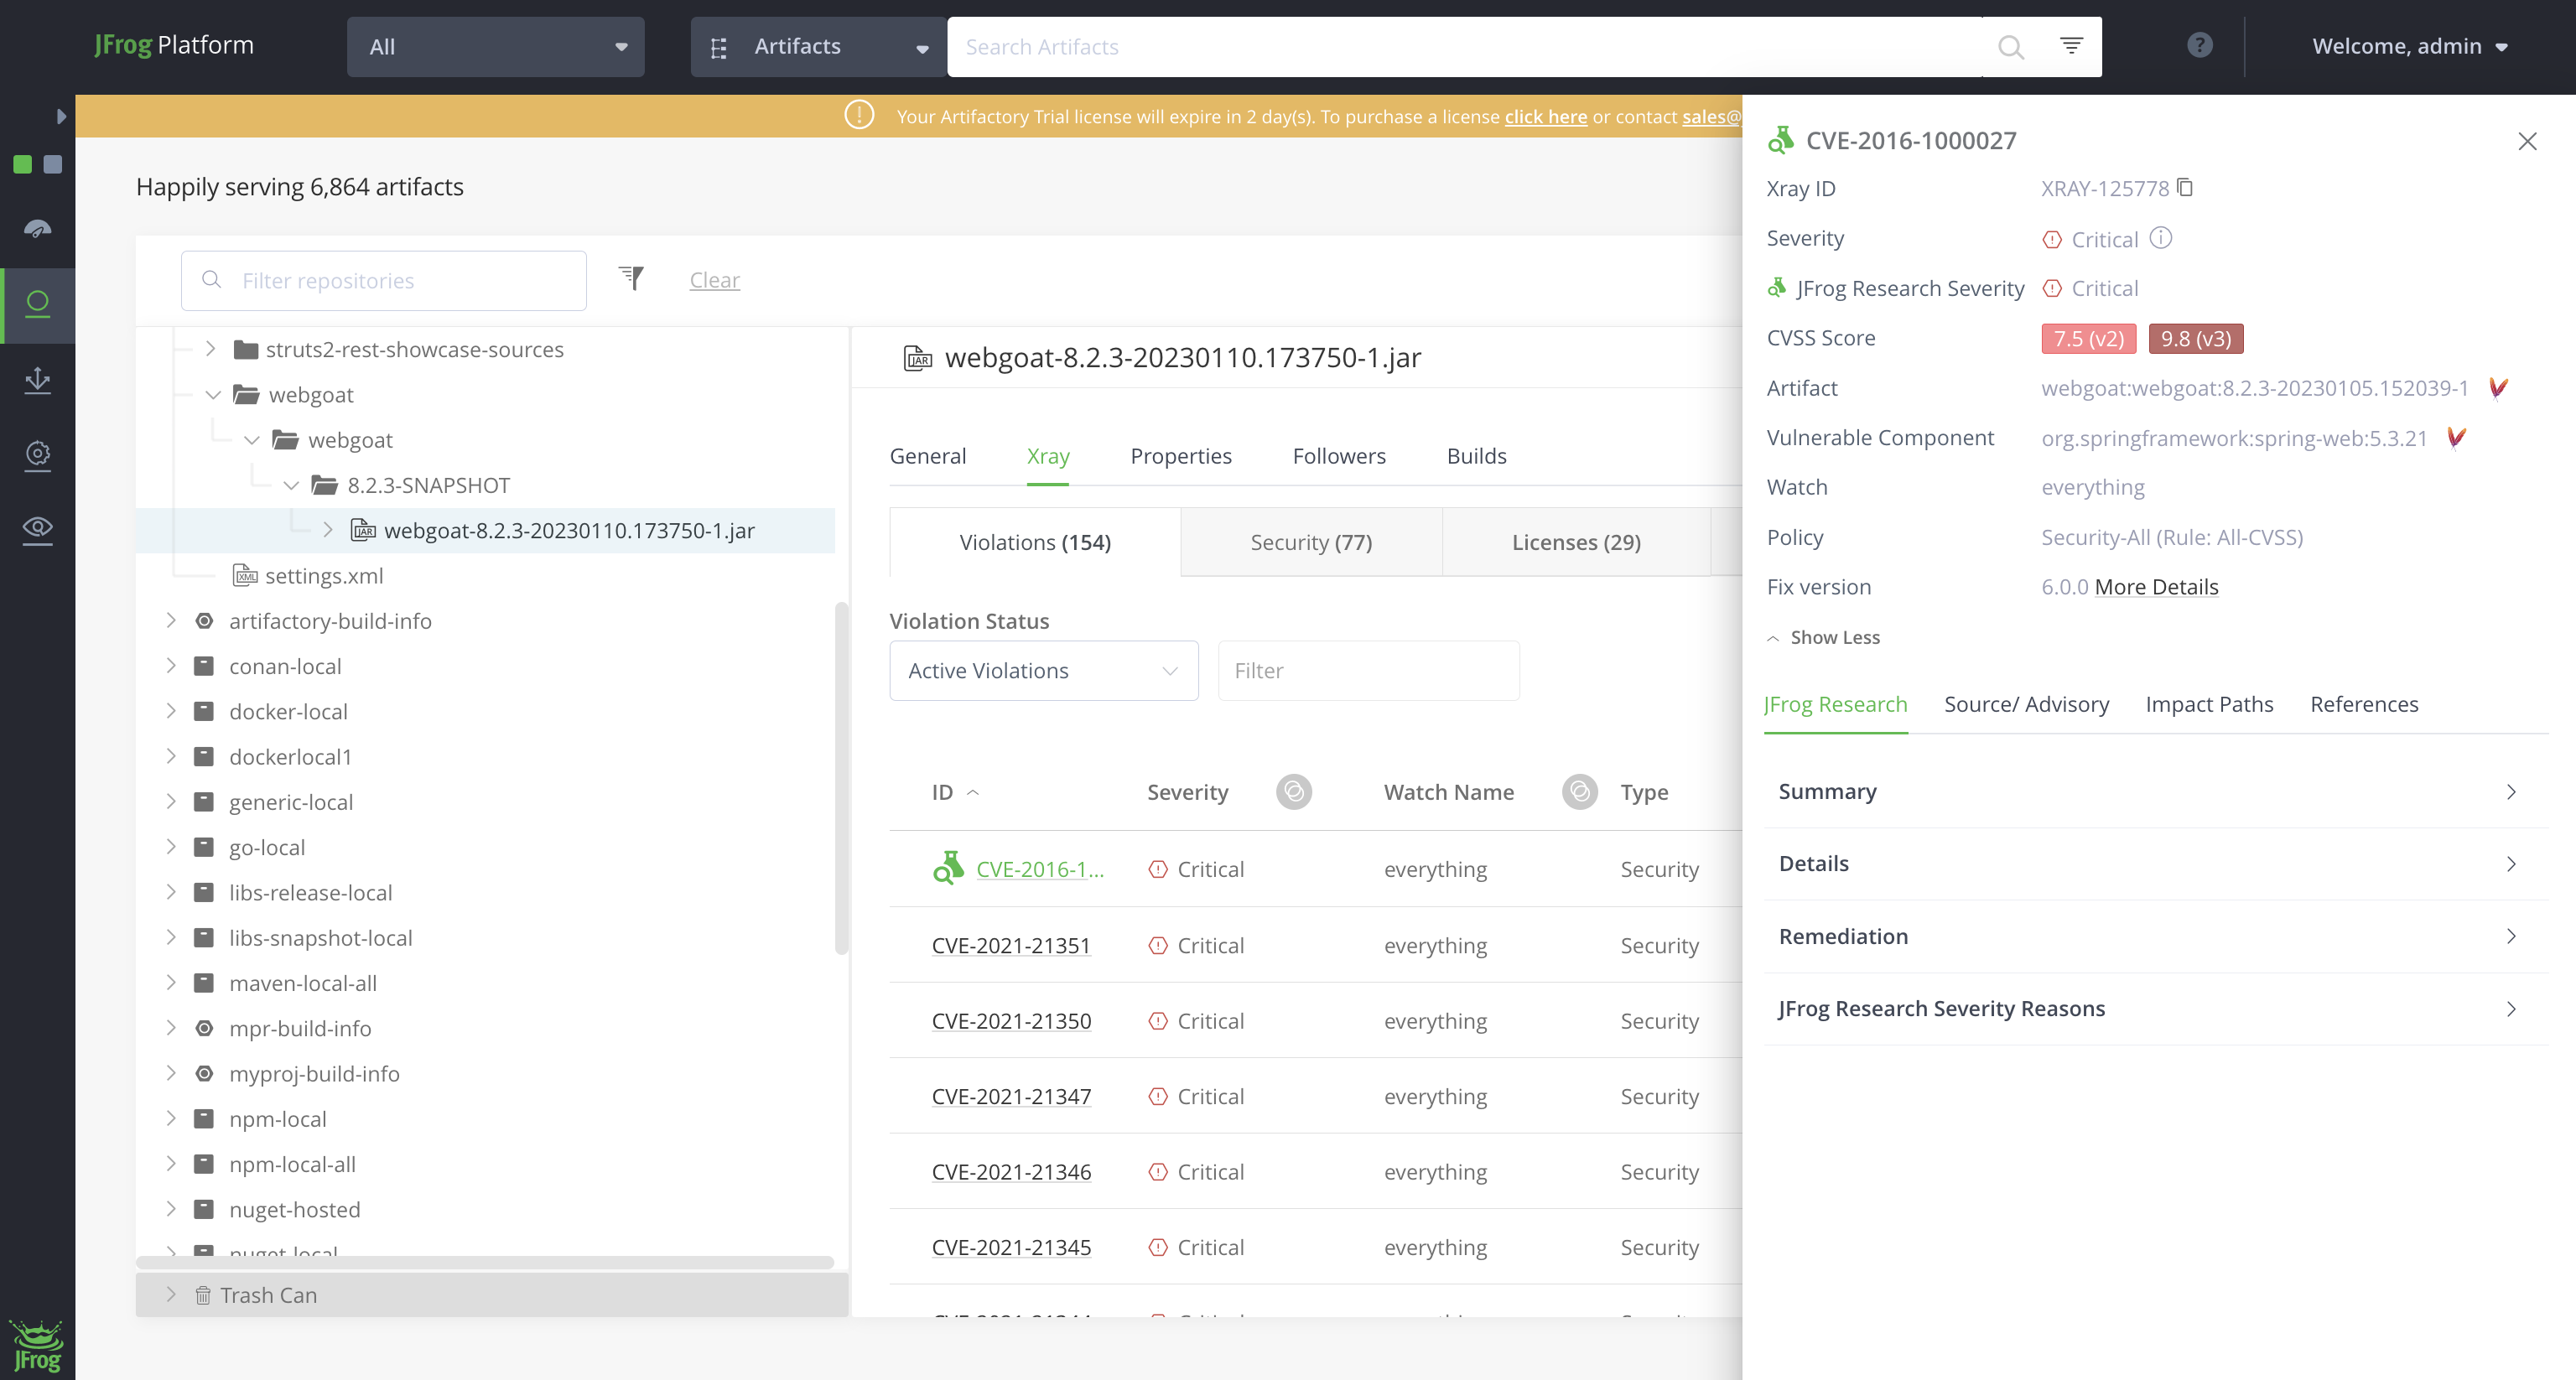 JFrog Platform
All
Artifacts
Search Artifacts
?
Welcome, admin
Your Artifactory Trial license will expire in 2 day(s). To purchase a license click here or contact sales@
Happily serving 6,864 artifacts
Filter repositories
Clear
struts2-rest-showcase-sources
webgoat
webgoat
8.2.3-SNAPSHOT
JAR webgoat-8.2.3-20230110.173750-1.jar
XML settings.xml
artifactory-build-info
conan-local
docker-local
dockerlocal1
generic-local
go-local
libs-release-local
libs-snapshot-local
maven-local-all
mpr-build-info
myproj-build-info
npm-local
npm-local-all
nuget-hosted
nuget-local
Trash Can
JFrog
JAR webgoat-8.2.3-20230110.173750-1.jar
General Xray Properties Followers Builds
Violations (154) Security (77) Licenses (29)
Violation Status
Active Violations Filter
ID Severity Watch Name Type
CVE-2016-1... Critical everything Security
CVE-2021-21351 Critical everything Security
CVE-2021-21350 Critical everything Security
CVE-2021-21347 Critical everything Security
CVE-2021-21346 Critical everything Security
CVE-2021-21345 Critical everything Security
CVE-2016-1000027
Xray ID XRAY-125778
Severity Critical
JFrog Research Severity Critical
CVSS Score 7.5 (v2) 9.8 (v3)
Artifact webgoat:webgoat:8.2.3-20230105.152039-1
Vulnerable Component org.springframework:spring-web:5.3.21
Watch everything
Policy Security-All (Rule: All-CVSS)
Fix version 6.0.0 More Details
Show Less
JFrog Research Source/ Advisory Impact Paths References
Summary
Details
Remediation
JFrog Research Severity Reasons